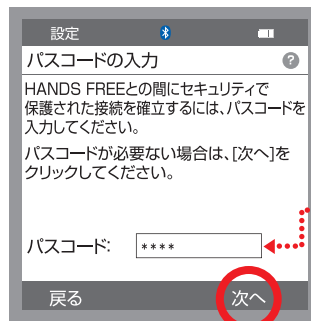 設定
パスコードの入力 ?
HANDS FREEとの間にセキュリティで
保護された接続を確立するには、パスコードを
入力してください。
パスコードが必要ない場合は、[次へ]を
クリックしてください。
パスコード: ****
戻る 次へ